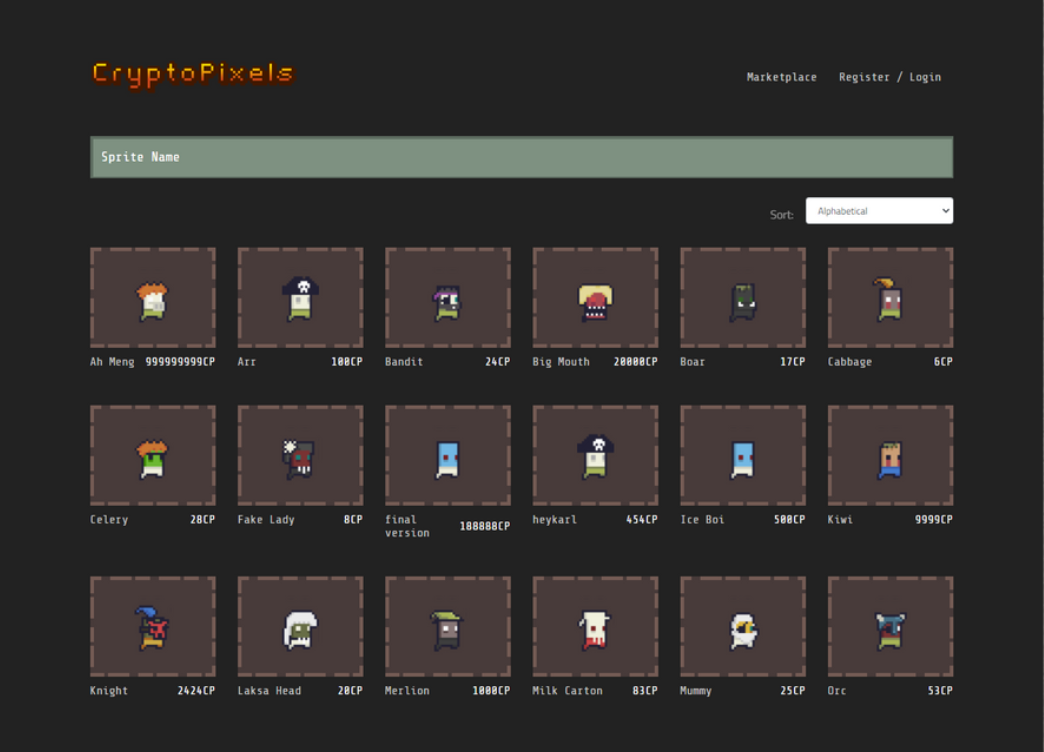 CryptoPixels
Marketplace Register / Login
Sprite Name
Sort: Alphabetical
Ah Meng 999999999CP Arr 100CP Bandit 24CP Big Mouth 20000CP Boar 17CP Cabbage 6CP
Celery 28CP Fake Lady 8CP final version 188888CP heykarl 454CP Ice Boi 500CP Kiwi 9999CP
Knight 2424CP Laksa Head 20CP Merlion 1000CP Milk Carton 83CP Mummy 25CP Orc 53CP